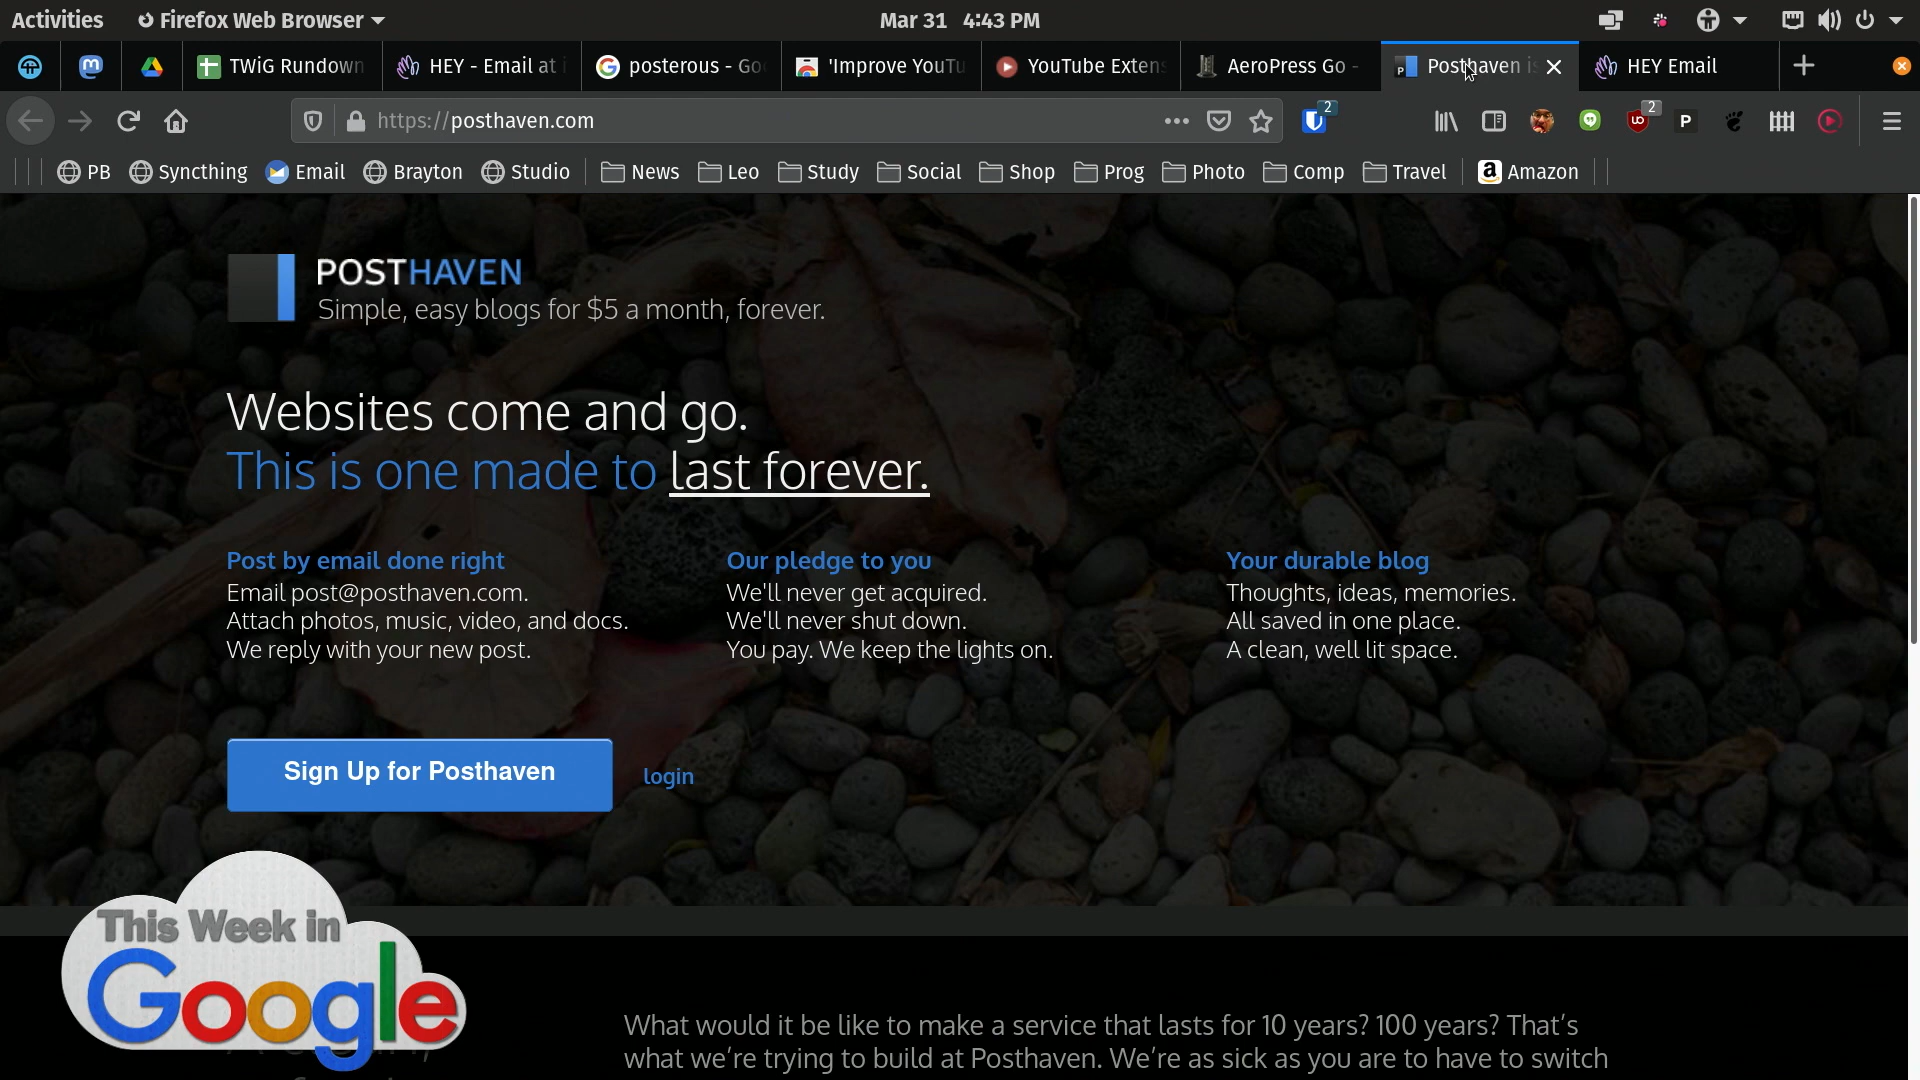 Activities Firefox Web Browser Mar 31 4:43 PM
TWiG Rundown HEY - Email at posterous - Go 'Improve YouTu YouTube Exten AeroPress Go - Posthaven is HEY Email
https://posthaven.com 2 2 P
PB Syncthing Email Brayton Studio News Leo Study Social Shop Prog Photo Comp Travel Amazon
POSTHAVEN
Simple, easy blogs for $5 a month, forever.
Websites come and go.
This is one made to last forever.
Post by email done right
Email post@posthaven.com.
Attach photos, music, video, and docs.
We reply with your new post.
Our pledge to you
We'll never get acquired.
We'll never shut down.
You pay. We keep the lights on.
Your durable blog
Thoughts, ideas, memories.
All saved in one place.
A clean, well lit space.
Sign Up for Posthaven login
This Week in
Google
What would it be like to make a service that lasts for 10 years? 100 years? That's
what we're trying to build at Posthaven. We're as sick as you are to have to switch